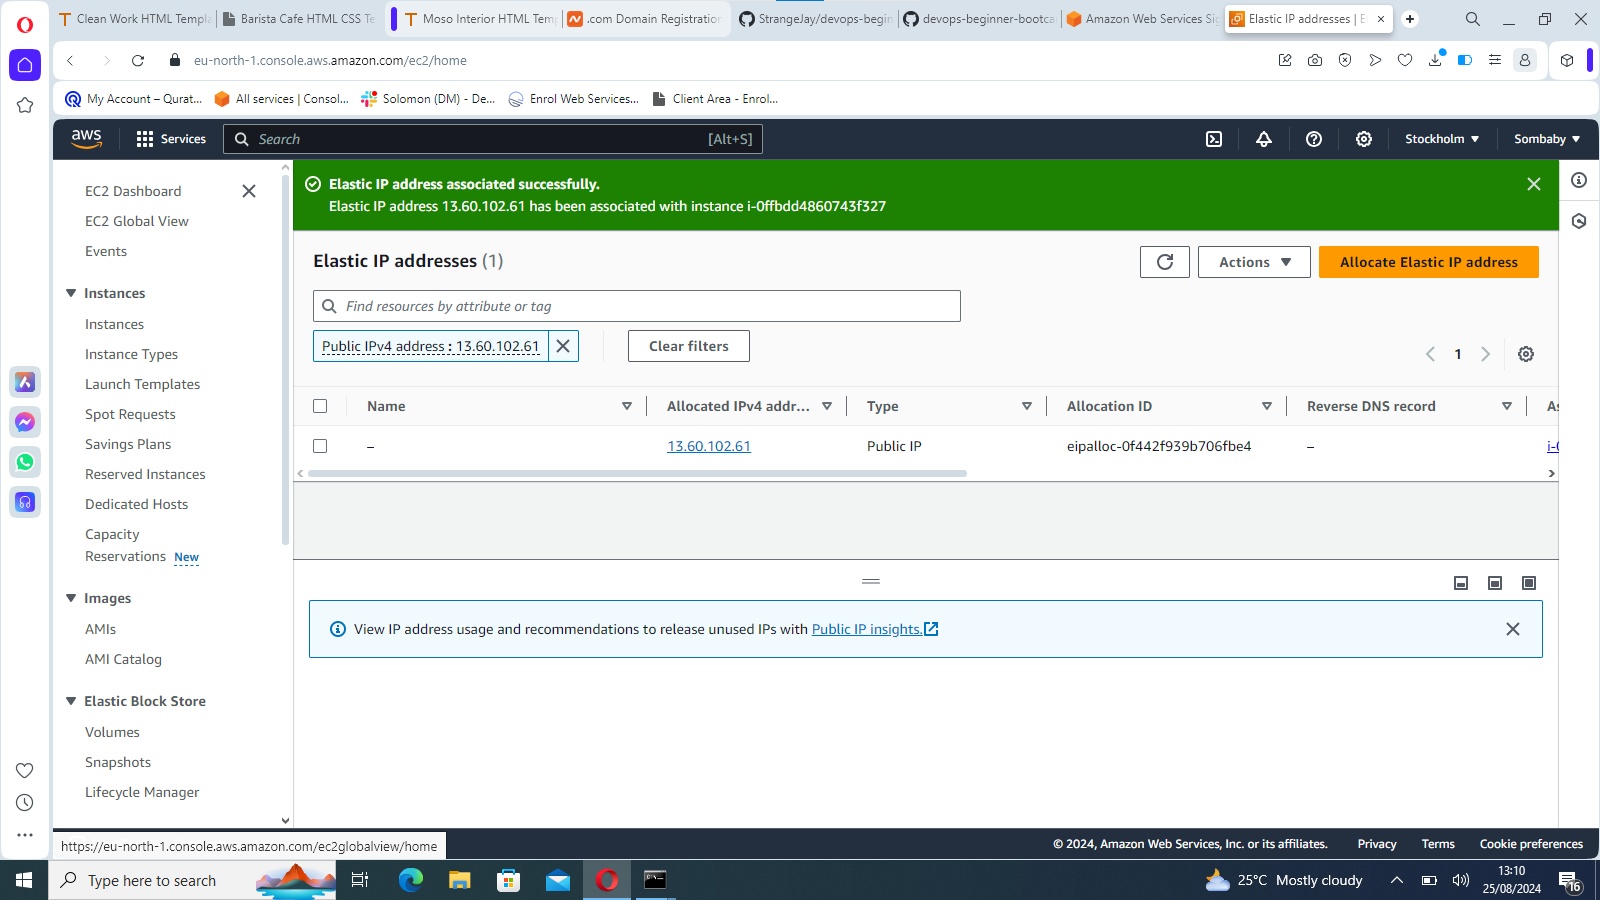 Clean Work HTML Templa
Barista Cafe HTML CSS Te
Moso Interior HTML Temp
.com Domain Registration
StrangeJay/devops-begin
devops-beginner-bootca
Amazon Web Services Sig
Elastic IP addresses | E
eu-north-1.console.aws.amazon.com/ec2/home
My Account – Qurat...
All services | Consol...
Solomon (DM) - De...
Enrol Web Services...
Client Area - Enrol...
aws
Services
Search
[Alt+S]
Stockholm
Sombaby
EC2 Dashboard
EC2 Global View
Events
Instances
Instances
Instance Types
Launch Templates
Spot Requests
Savings Plans
Reserved Instances
Dedicated Hosts
Capacity
Reservations New
Images
AMIs
AMI Catalog
Elastic Block Store
Volumes
Snapshots
Lifecycle Manager
Elastic IP address associated successfully.
Elastic IP address 13.60.102.61 has been associated with instance i-0ffbdd4860743f327
Elastic IP addresses (1)
Actions
Allocate Elastic IP address
Find resources by attribute or tag
Public IPv4 address : 13.60.102.61
Clear filters
1
Name
Allocated IPv4 addr...
Type
Allocation ID
Reverse DNS record
As
–
13.60.102.61
Public IP
eipalloc-0f442f939b706fbe4
–
i-0
View IP address usage and recommendations to release unused IPs with Public IP insights.
https://eu-north-1.console.aws.amazon.com/ec2globalview/home
© 2024, Amazon Web Services, Inc. or its affiliates.
Privacy
Terms
Cookie preferences
Type here to search
25°C Mostly cloudy
13:10
25/08/2024
16